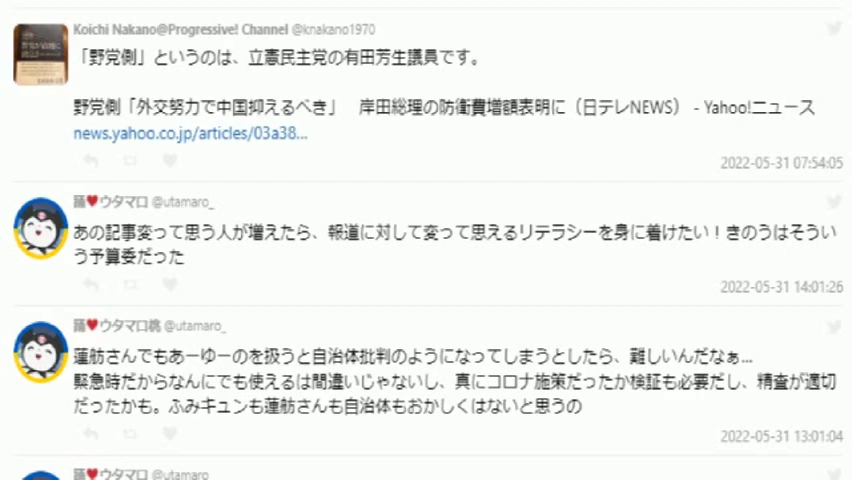 Koichi Nakano@Progressive! Channel @knakano1970
「野党側」というのは、立憲民主党の有田芳生議員です。
野党側「外交努力で中国抑えるべき」　岸田総理の防衛費増額表明に（日テレNEWS） - Yahoo!ニュース
news.yahoo.co.jp/articles/03a38...
2022-05-31 07:54:05
♥ウタマロ @utamaro_
あの記事変って思う人が増えたら、報道に対して変って思えるリテラシーを身に着けたい！きのうはそうい
う予算委だった
2022-05-31 14:01:26
♥ウタマロ桃 @utamaro_
蓮舫さんでもあーゆーのを扱うと自治体批判のようになってしまうとしたら、難しいんだなぁ...
緊急時だからなんにでも使えるは間違いじゃないし、真にコロナ施策だったか検証も必要だし、精査が適切
だったかも。ふみキュンも蓮舫さんも自治体もおかしくはないと思うの
2022-05-31 13:01:04
♥ウタマロ @utamaro